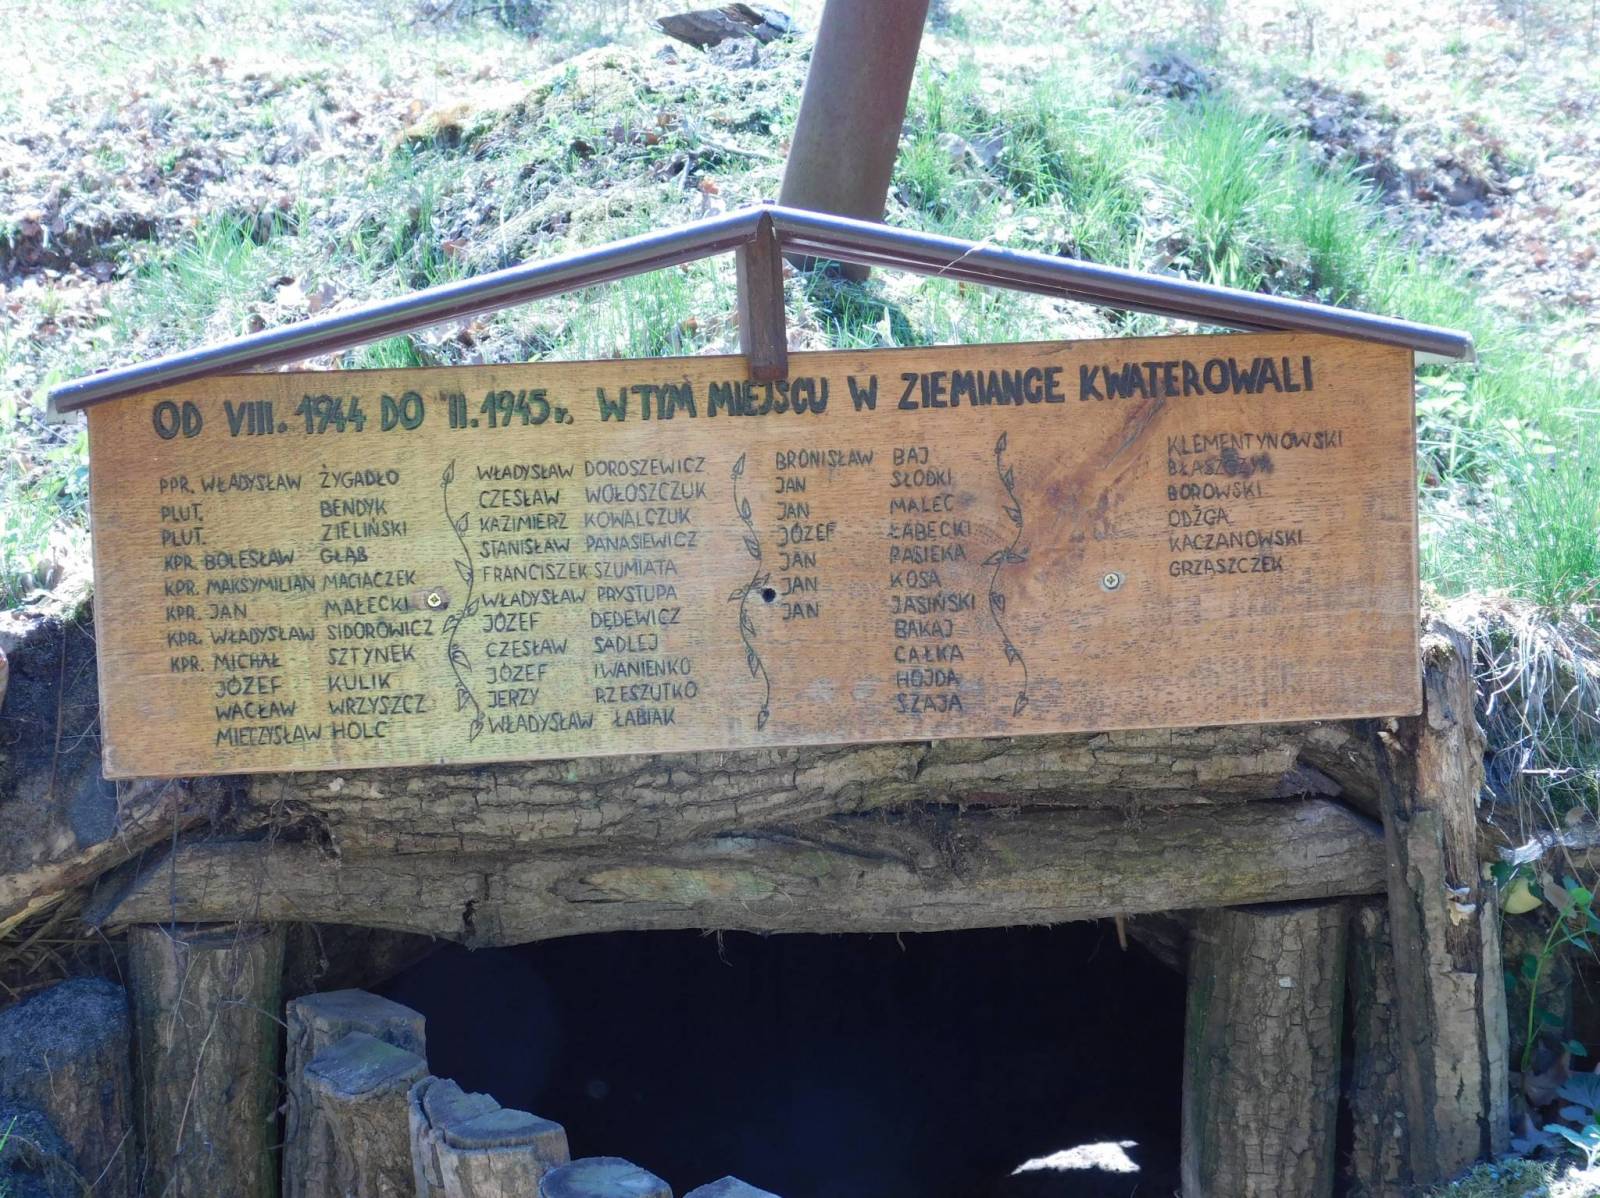 OD VIII. 1944 DO II. 1945 r. W TYM MIEJSCU W ZIEMIANCE KWATEROWALI
PPR. WŁADYSŁAW ŻYGADŁO
PLUT. BENDYK
PLUT. ZIELIŃSKI
KPR. BOLESŁAW GŁĄB
KPR. MAKSYMILIAN MACIACZEK
KPR. JAN MAŁECKI
KPR. WŁADYSŁAW SIDOROWICZ
KPR. MICHAŁ SZTYNEK
JÓZEF KULIK
WACŁAW WRZYSZCZ
MIECZYSŁAW HOLC
WŁADYSŁAW DOROSZEWICZ
CZESŁAW WOŁOSZCZUK
KAZIMIERZ KOWALCZUK
STANISŁAW PANASIEWICZ
FRANCISZEK SZUMIATA
WŁADYSŁAW PRYSTUPA
JÓZEF DĘDEWICZ
CZESŁAW SADLEJ
JÓZEF IWANIENKO
JERZY RZESZUTKO
WŁADYSŁAW ŁABIAK
BRONISŁAW BAJ
JAN SŁODKI
JAN MALEC
JÓZEF ŁABĘCKI
JAN PASIEKA
JAN KOSA
JAN JASIŃSKI
BAKAJ
CAŁKA
HOJDA
SZAJA
KLEMENTYNOWSKI
BŁASZCZYK
BOROWSKI
ODŻGA
KACZANOWSKI
GRZĄSZCZEK